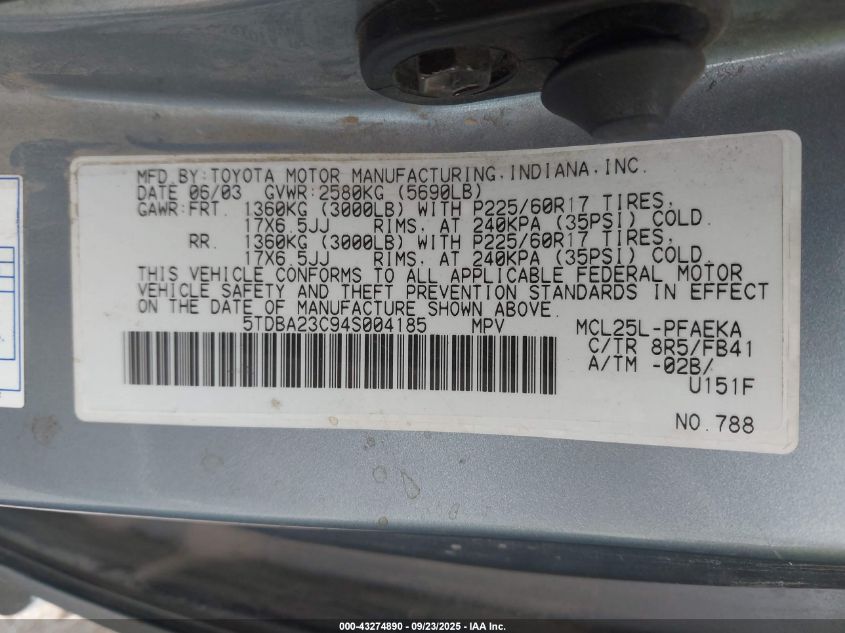 MFD.BY:TOYOTA MOTOR MANUFACTURING,INDIANA,INC.
DATE 06/03 GVWR:2580KG (5690LB)
GAWR:FRT. 1360KG (3000LB) WITH P225/60R17 TIRES,
17X6.5JJ RIMS, AT 240KPA (35PSI) COLD.
RR. 1360KG (3000LB) WITH P225/60R17 TIRES,
17X6.5JJ RIMS, AT 240KPA (35PSI) COLD.
THIS VEHICLE CONFORMS TO ALL APPLICABLE FEDERAL MOTOR
VEHICLE SAFETY AND THEFT PREVENTION STANDARDS IN EFFECT
ON THE DATE OF MANUFACTURE SHOWN ABOVE.
5TDBA23C94S004185 MPV MCL25L-PFAEKA
C/TR 8R5/FB41
A/TM -02B/
U151F
NO.788
000-43274890 - 09/23/2025 - IAA Inc.